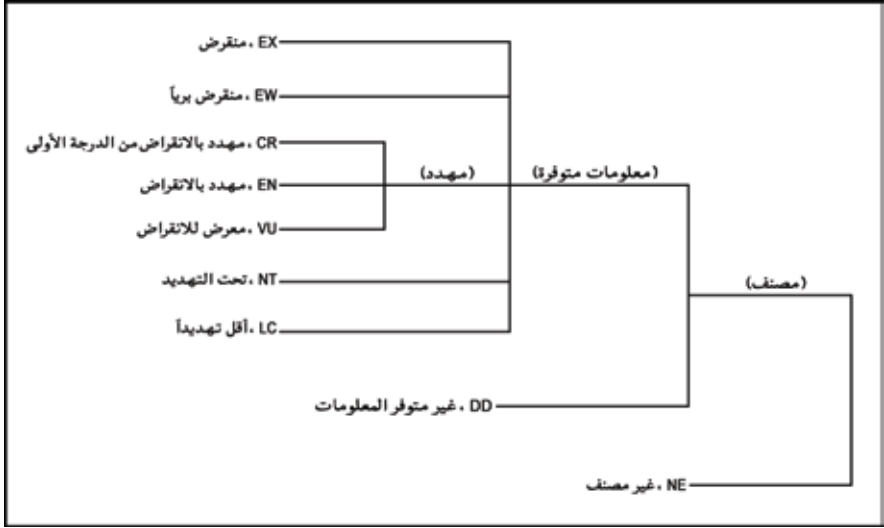 منقرض، EX
منقرض برياً، EW
مهدد بالانقراض من الدرجة الأولى، CR
(معلومات متوفرة)
(مهدد)
مهدد بالانقراض، EN
معرض للانقراض، VU
تحت التهديد، NT
(مصنف)
أقل تهديداً، LC
غير متوفر المعلومات، DD
غير مصنف، NE